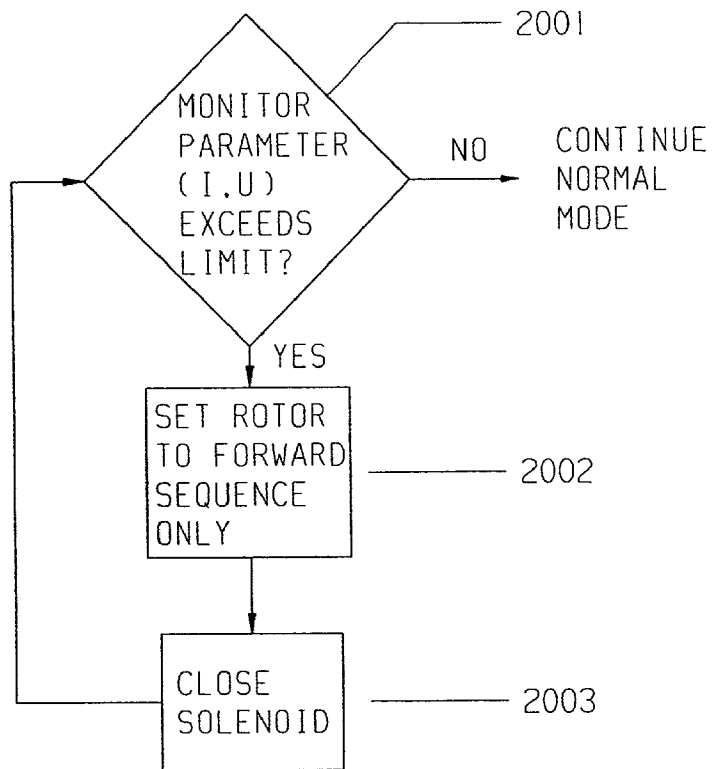 2001
MONITOR
PARAMETER
(I.U)
EXCEEDS
LIMIT?
NO
CONTINUE
NORMAL
MODE
YES
SET ROTOR
TO FORWARD
SEQUENCE
ONLY
2002
CLOSE
SOLENOID
2003